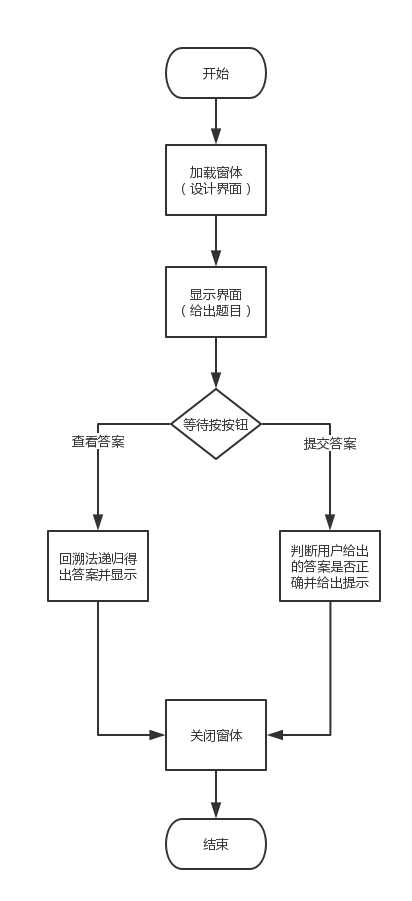 开始
加载窗体
（设计界面）
显示界面
（给出题目）
等待按按钮
查看答案
提交答案
回溯法递归得
出答案并显示
判断用户给出
的答案是否正
确并给出提示
关闭窗体
结束